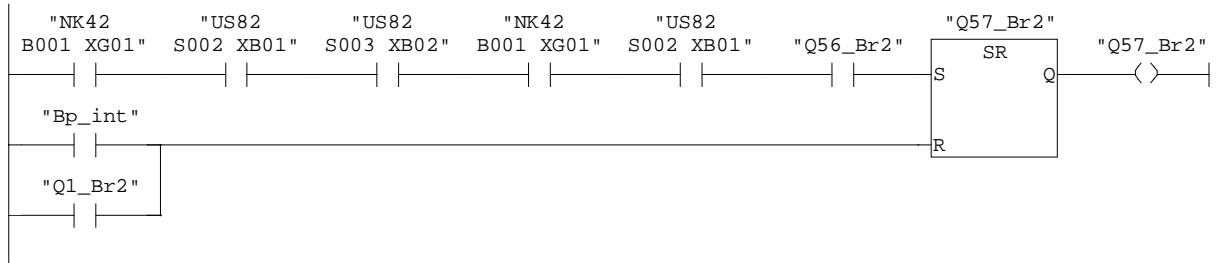 "NK42 "US82 "US82 "NK42 "US82 "Q57_Br2"
B001 XG01" S002 XB01" S003 XB02" B001 XG01" S002 XB01" "Q56_Br2" SR "Q57_Br2"
S Q
"Bp_int"
R
"Q1_Br2"